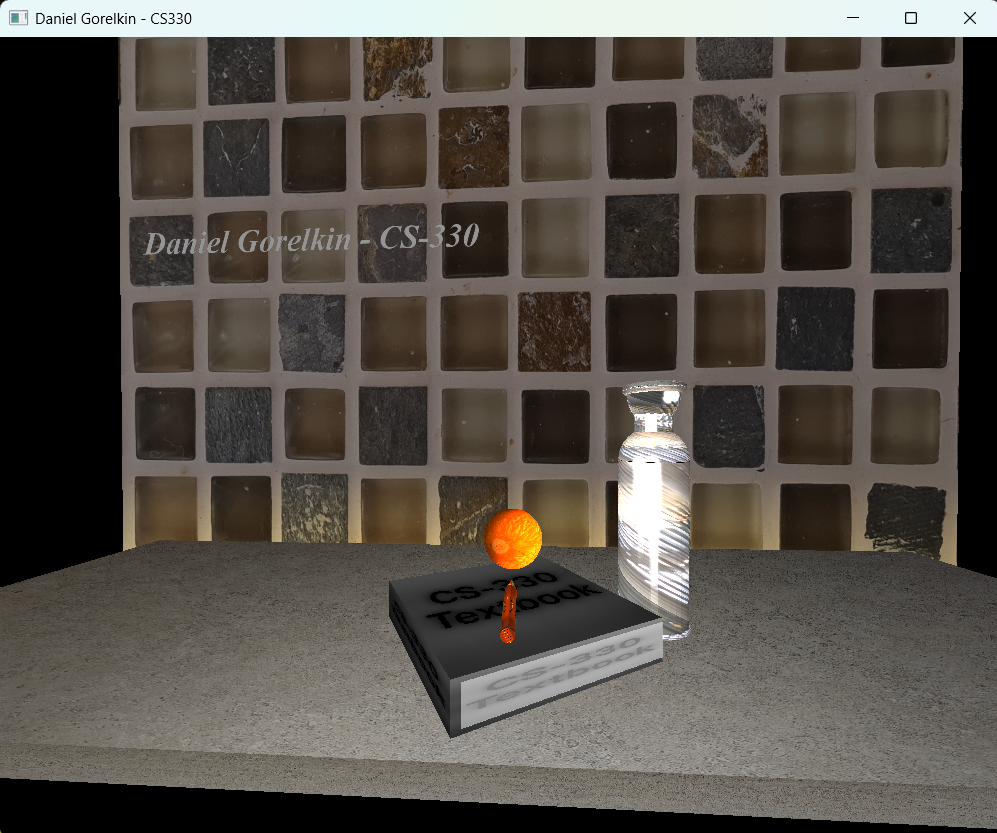 Daniel Gorelkin - CS330
Daniel Gorelkin - CS-330
CS-330
Textbook
CS-330
Textbook